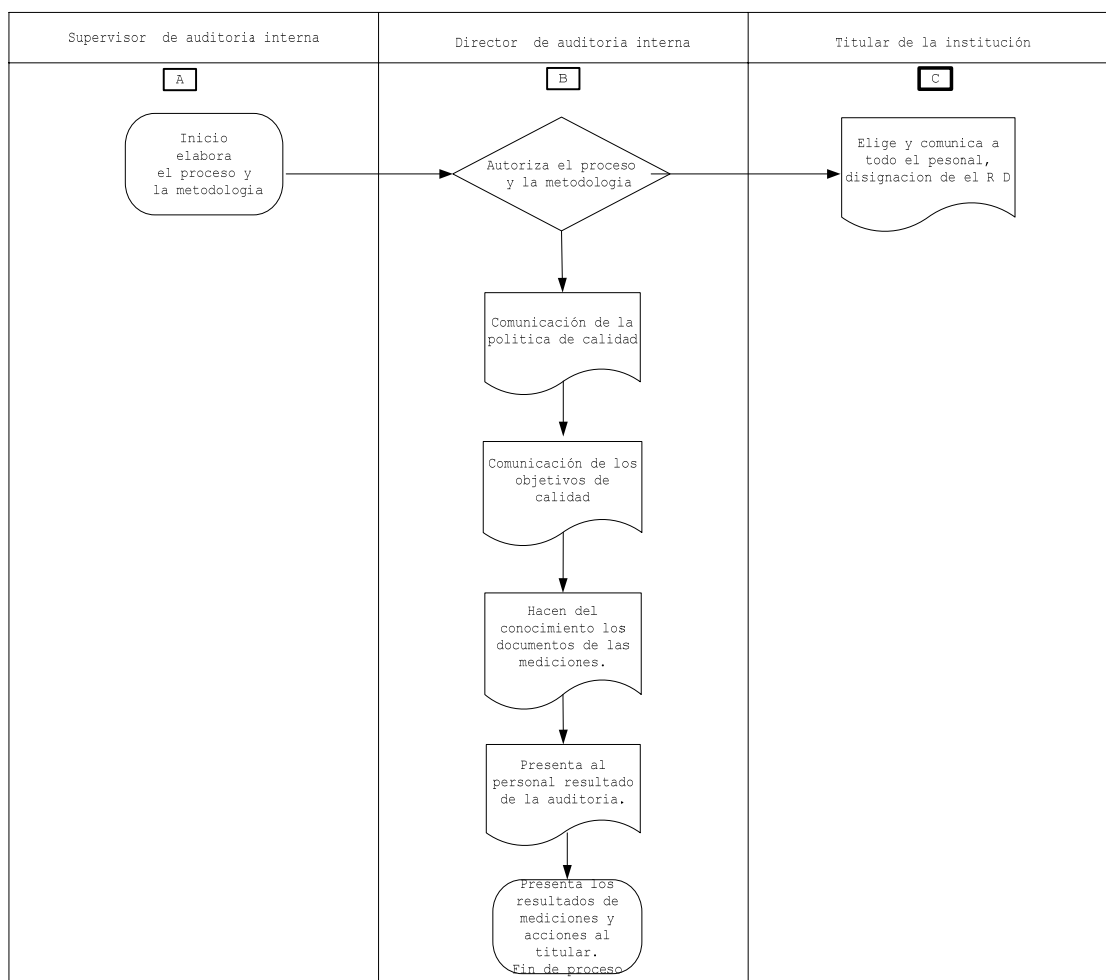 Supervisor de auditoria interna
Director de auditoria interna
Titular de la institución
A
B
C
Inicio
elabora
el proceso y
la metodologia
Autoriza el proceso
y la metodologia
Elige y comunica a
todo el pesonal,
disignacion de el R D
Comunicación de la
politica de calidad
Comunicación de los
objetivos de
calidad
Hacen del
conocimiento los
documentos de las
mediciones.
Presenta al
personal resultado
de la auditoria.
Presenta los
resultados de
mediciones y
acciones al
titular.
Fin de proceso